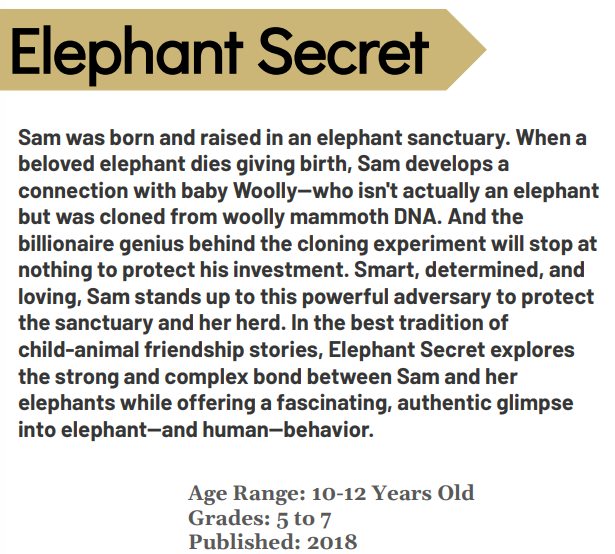 Elephant Secret
Sam was born and raised in an elephant sanctuary. When a
beloved elephant dies giving birth, Sam develops a
connection with baby Woolly—who isn't actually an elephant
but was cloned from woolly mammoth DNA. And the
billionaire genius behind the cloning experiment will stop at
nothing to protect his investment. Smart, determined, and
loving, Sam stands up to this powerful adversary to protect
the sanctuary and her herd. In the best tradition of
child-animal friendship stories, Elephant Secret explores
the strong and complex bond between Sam and her
elephants while offering a fascinating, authentic glimpse
into elephant—and human—behavior.
Age Range: 10-12 Years Old
Grades: 5 to 7
Published: 2018